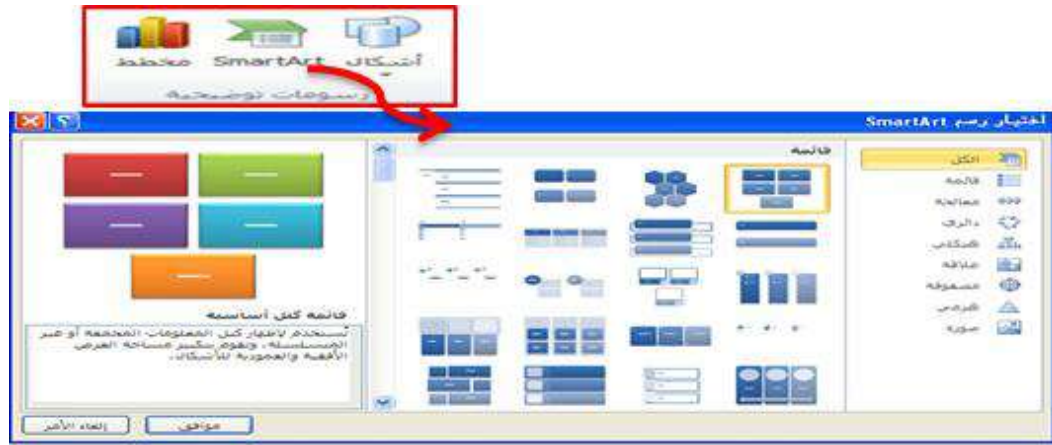 أشكال SmartArt مخطط
رسومات توضيحية
اختيار رسم SmartArt
الكل
قائمة
معالجة
دائري
هيكلي
علاقة
مصفوفة
هرمي
صورة
قائمة
قائمة كتل أساسية
تُستخدم لإظهار كتل المعلومات المجمعة أو غير
المتسلسلة. وتقوم بتكبير مساحة العرض
الأفقية والعمودية للأشكال.
موافق
إلغاء الأمر